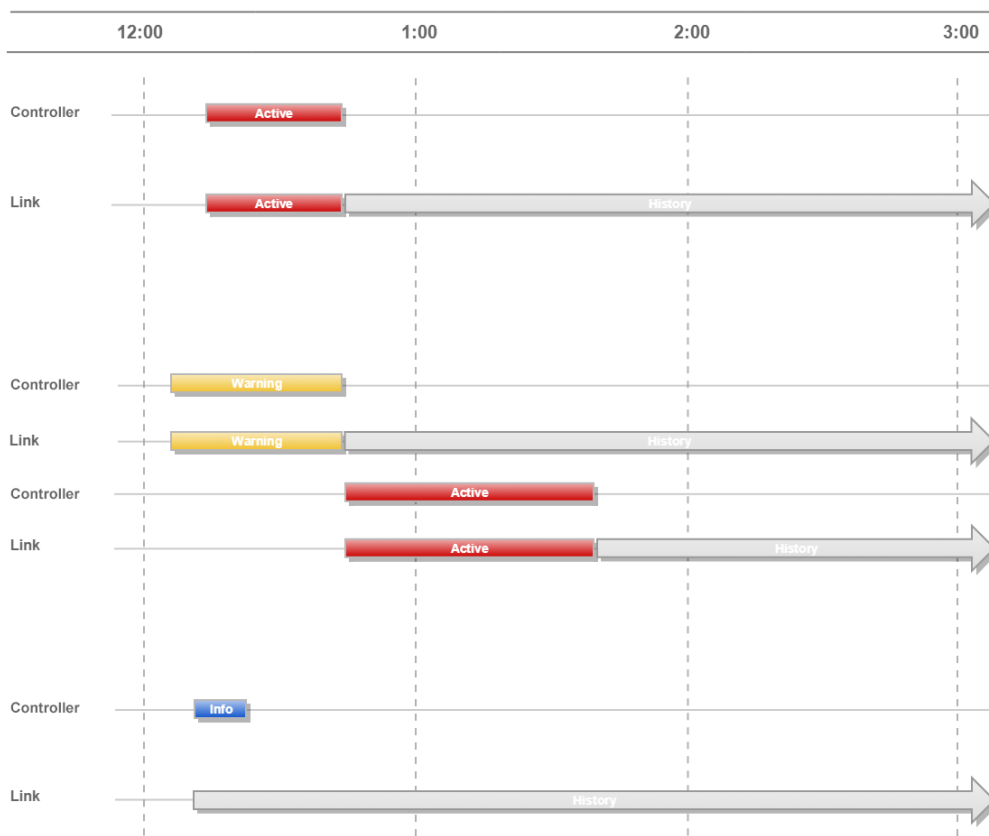 12:00 1:00 2:00 3:00
Controller Active
Link Active History
Controller Warning
Link Warning History
Controller Active
Link Active History
Controller Info
Link History